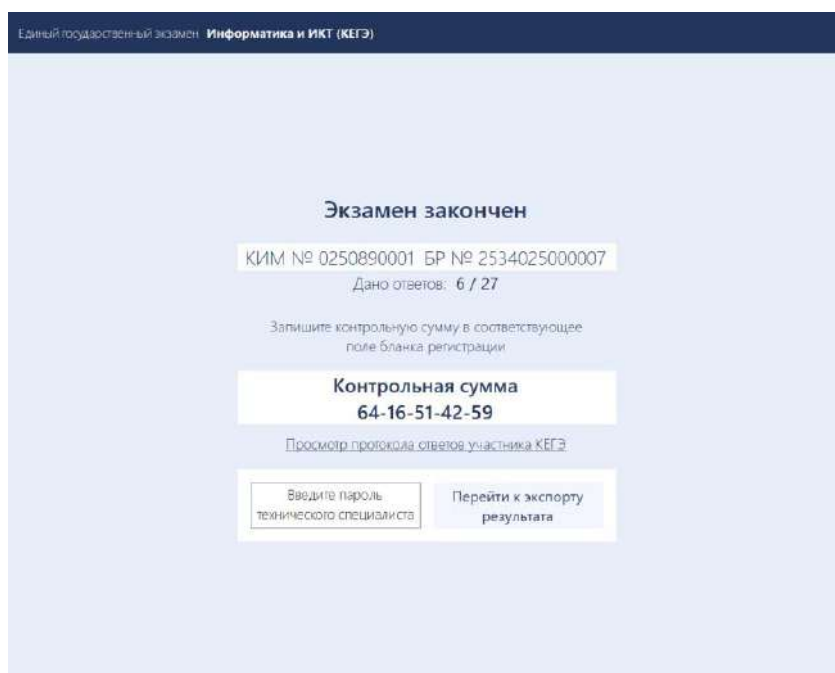 Единый государственный экзамен Информатика и ИКТ (КЕГЭ)
Экзамен закончен
КИМ № 0250890001 БР № 2534025000007
Дано ответов: 6 / 27
Запишите контрольную сумму в соответствующее
поле бланка регистрации
Контрольная сумма
64-16-51-42-59
Просмотр протокола ответов участника КЕГЭ
Введите пароль
технического специалиста
Перейти к экспорту
результата